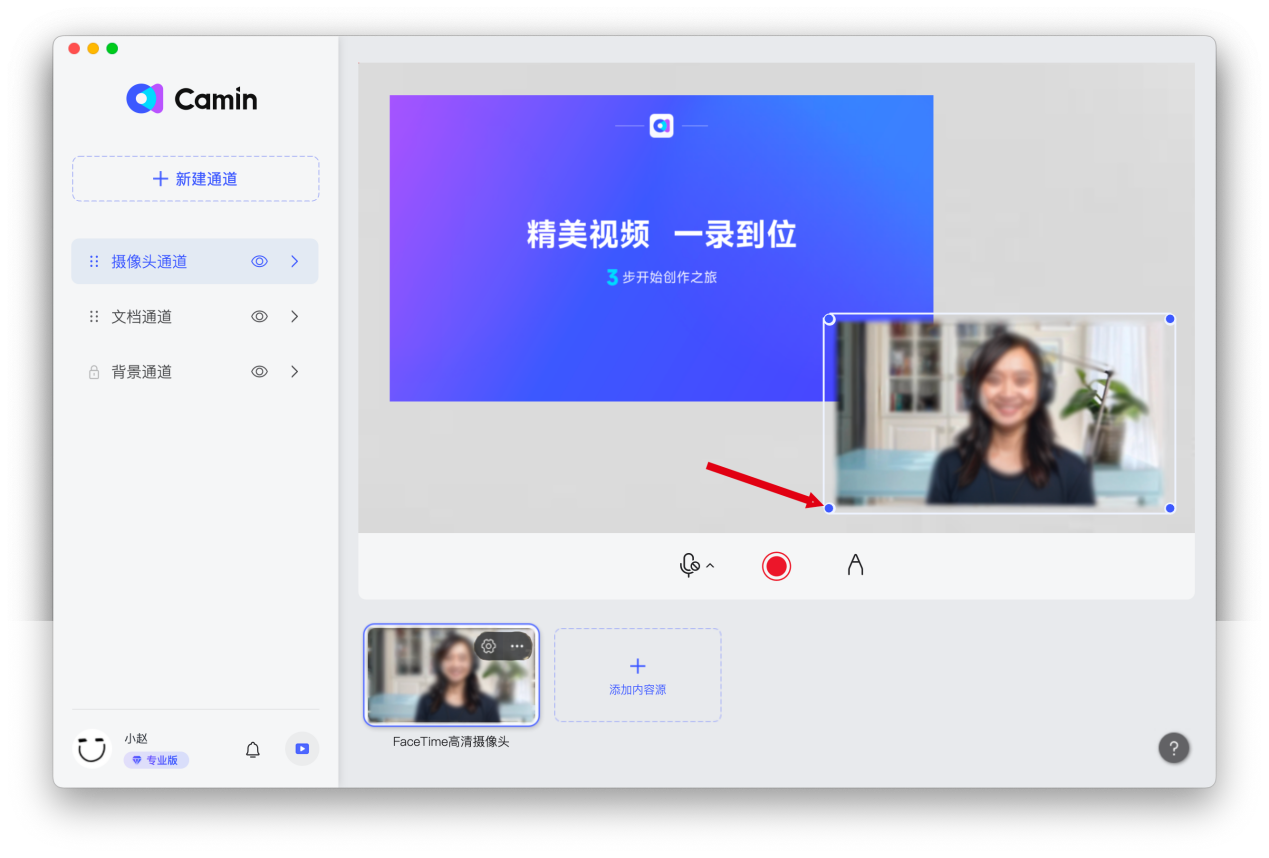 Camin
新建通道
摄像头通道
文档通道
背景通道
小赵
专业版
精美视频 一录到位
3步开始创作之旅
添加内容源
FaceTime高清摄像头
?